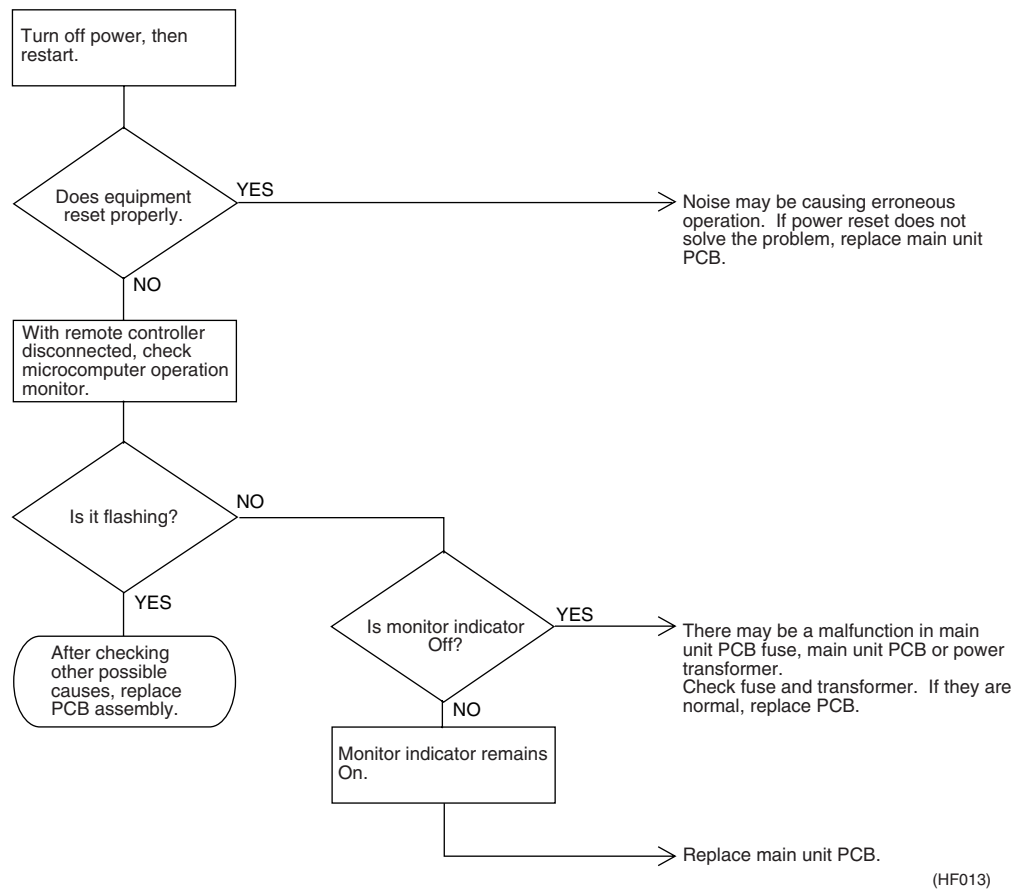 Turn off power, then
restart.
Does equipment
reset properly.
YES
Noise may be causing erroneous
operation. If power reset does not
solve the problem, replace main unit
PCB.
NO
With remote controller
disconnected, check
microcomputer operation
monitor.
Is it flashing?
NO
YES
After checking
other possible
causes, replace
PCB assembly.
Is monitor indicator
Off?
YES
There may be a malfunction in main
unit PCB fuse, main unit PCB or power
transformer.
Check fuse and transformer. If they are
normal, replace PCB.
NO
Monitor indicator remains
On.
Replace main unit PCB.
(HF013)